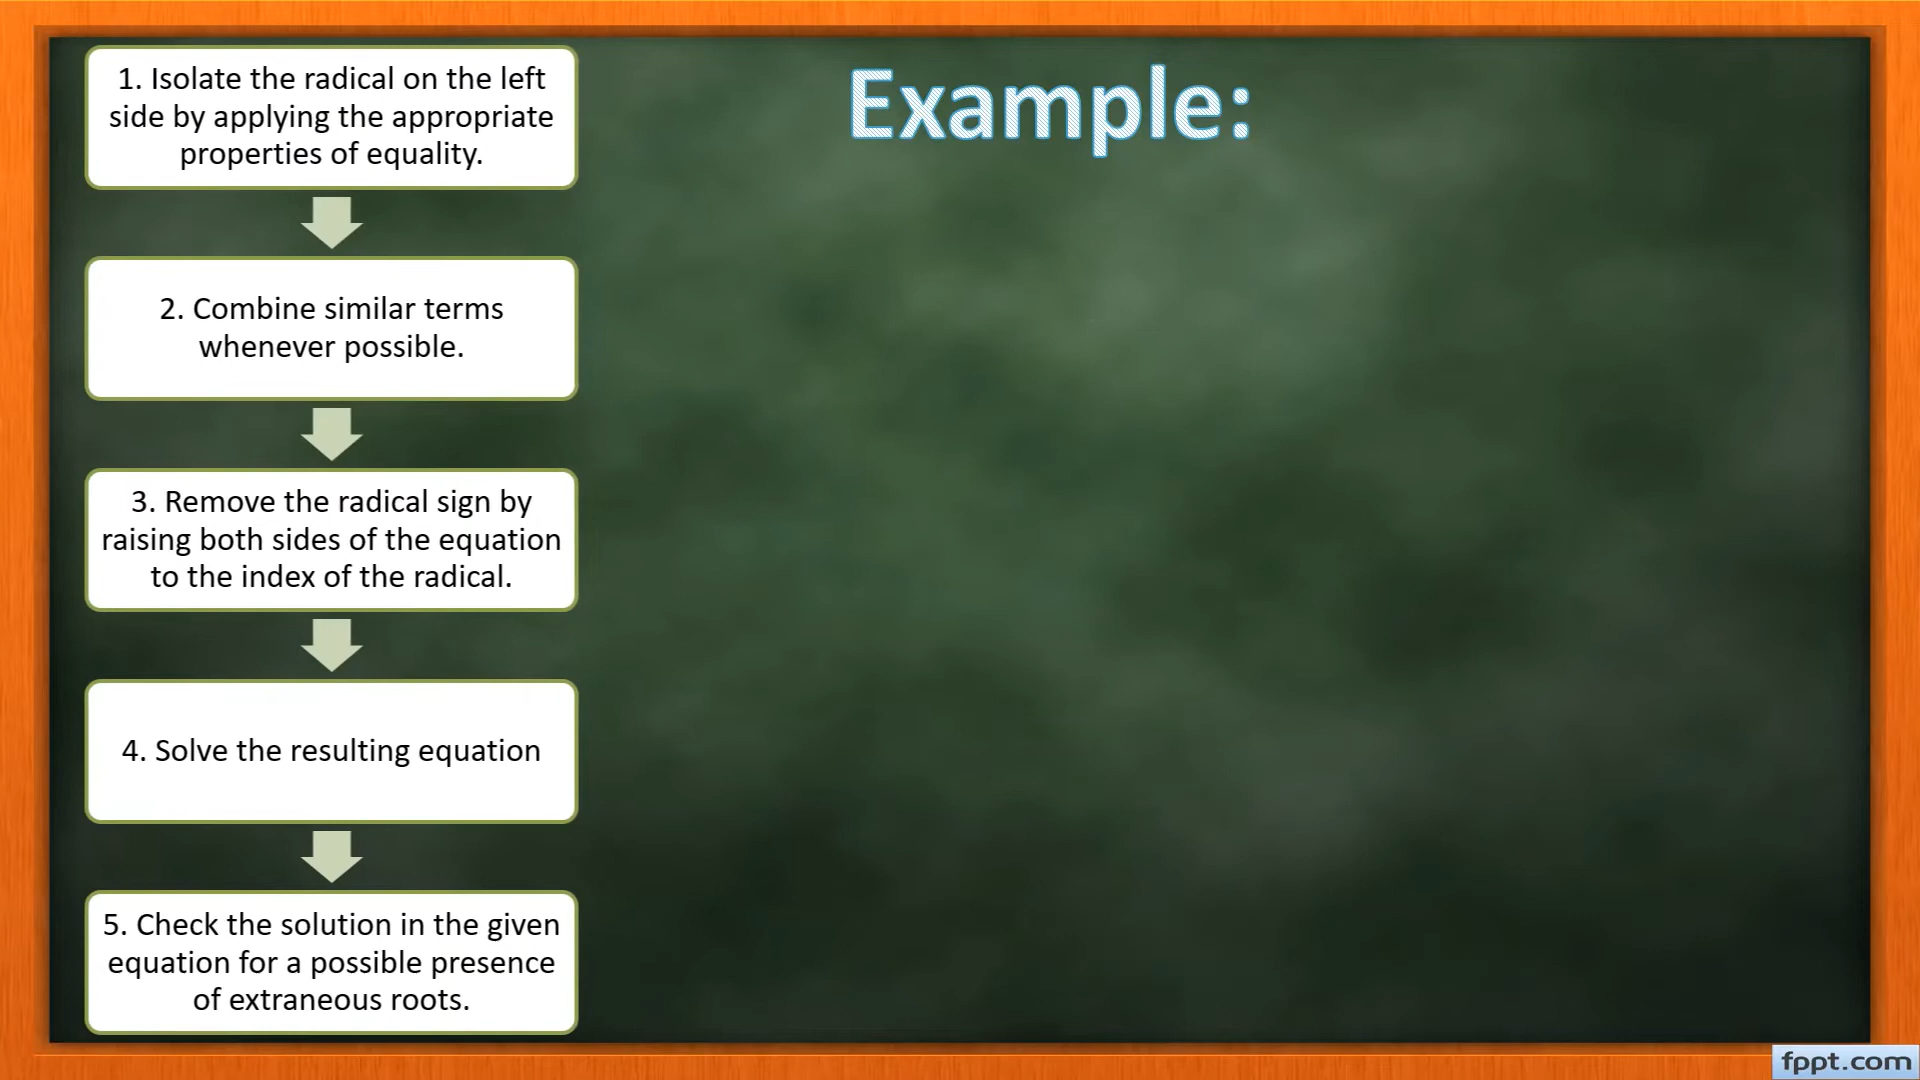 1. Isolate the radical on the left
side by applying the appropriate
properties of equality.
2. Combine similar terms
whenever possible.
3. Remove the radical sign by
raising both sides of the equation
to the index of the radical.
4. Solve the resulting equation
5. Check the solution in the given
equation for a possible presence
of extraneous roots.
Example:
fppt.com